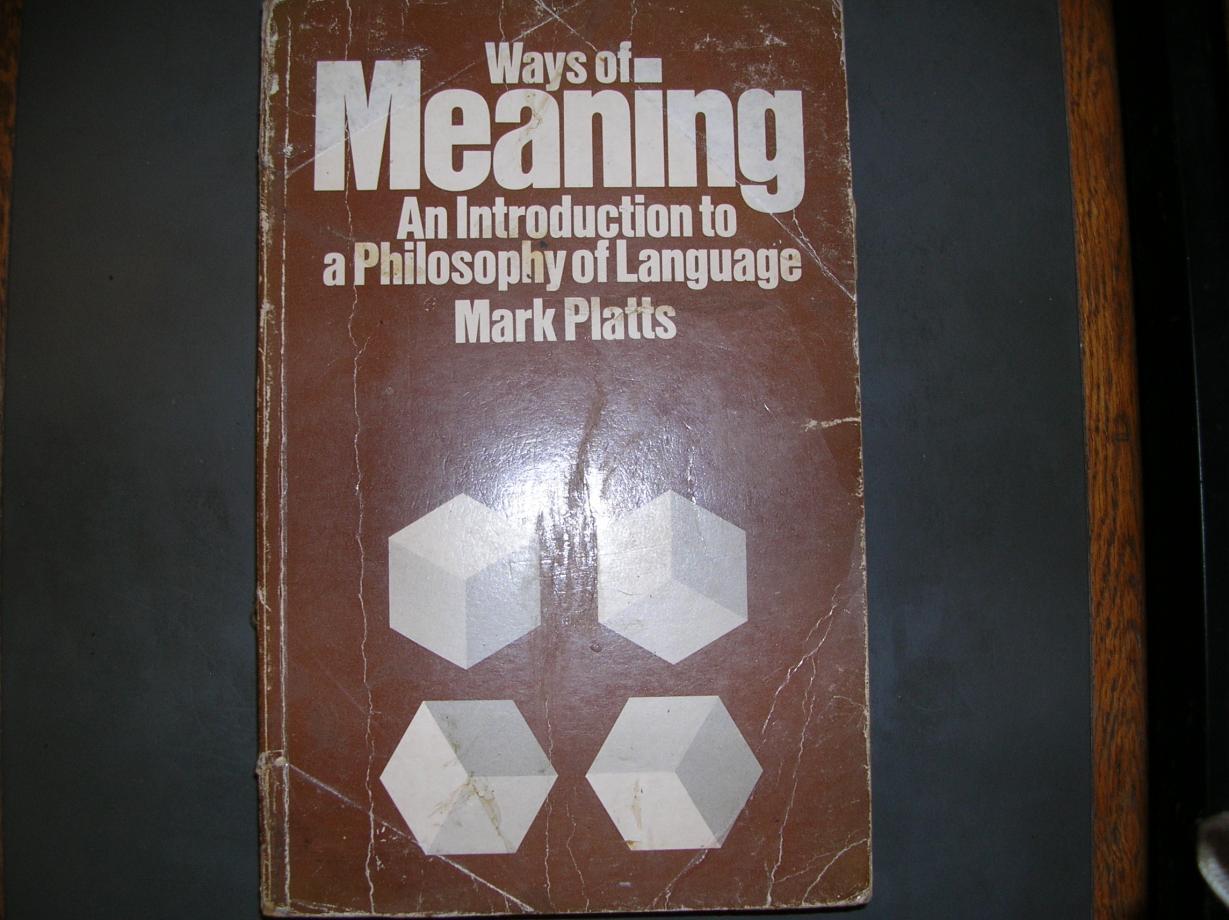 Ways of
Meaning
An Introduction to
a Philosophy of Language
Mark Platts